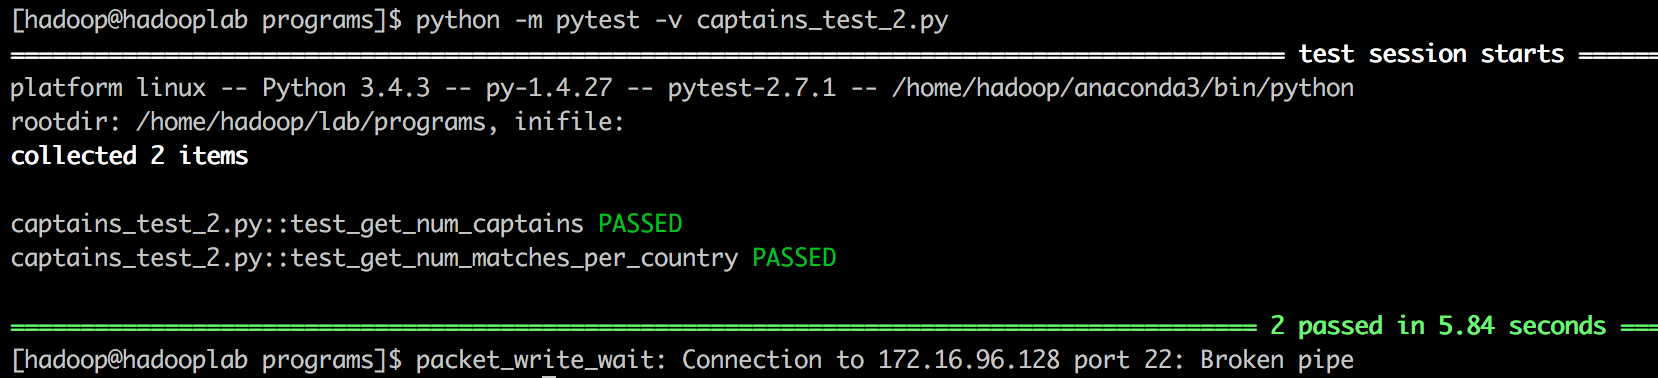 [hadoop@hadooplab programs]$ python -m pytest -v captains_test_2.py
============================================================================================ test session starts ======
platform linux -- Python 3.4.3 -- py-1.4.27 -- pytest-2.7.1 -- /home/hadoop/anaconda3/bin/python
rootdir: /home/hadoop/lab/programs, inifile:
collected 2 items
captains_test_2.py::test_get_num_captains PASSED
captains_test_2.py::test_get_num_matches_per_country PASSED
========================================================================================== 2 passed in 5.84 seconds ===
[hadoop@hadooplab programs]$ packet_write_wait: Connection to 172.16.96.128 port 22: Broken pipe